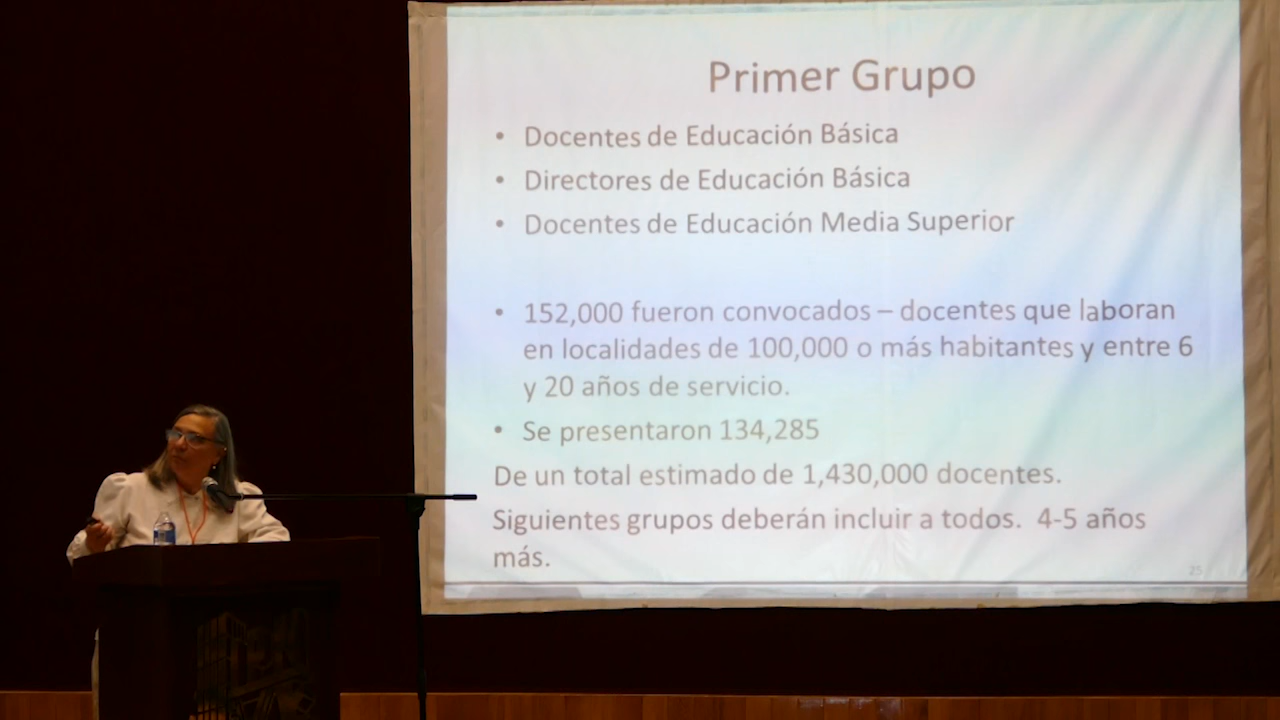 Primer Grupo
• Docentes de Educación Básica
• Directores de Educación Básica
• Docentes de Educación Media Superior
• 152,000 fueron convocados – docentes que laboran
en localidades de 100,000 o más habitantes y entre 6
y 20 años de servicio.
• Se presentaron 134,285
De un total estimado de 1,430,000 docentes.
Siguientes grupos deberán incluir a todos. 4-5 años
más.
25